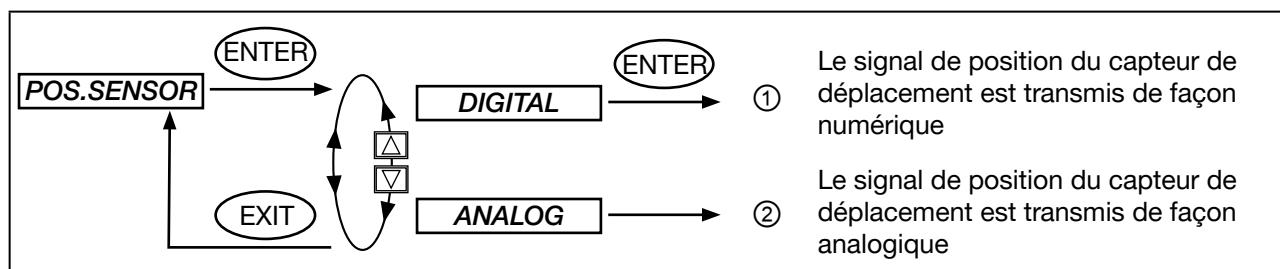 ENTER
POS.SENSOR
EXIT
DIGITAL
ENTER
① Le signal de position du capteur de
déplacement est transmis de façon
numérique
ANALOG
② Le signal de position du capteur de
déplacement est transmis de façon
analogique